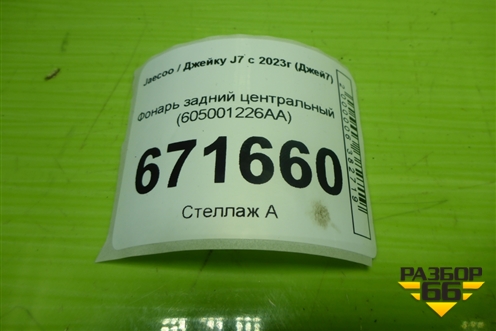 Jaecoo / Джейку J7 с 2023г (Джей7)
Фонарь задний центральный
(605001226AA)
671660
Стеллаж А
РАЗБОР
66